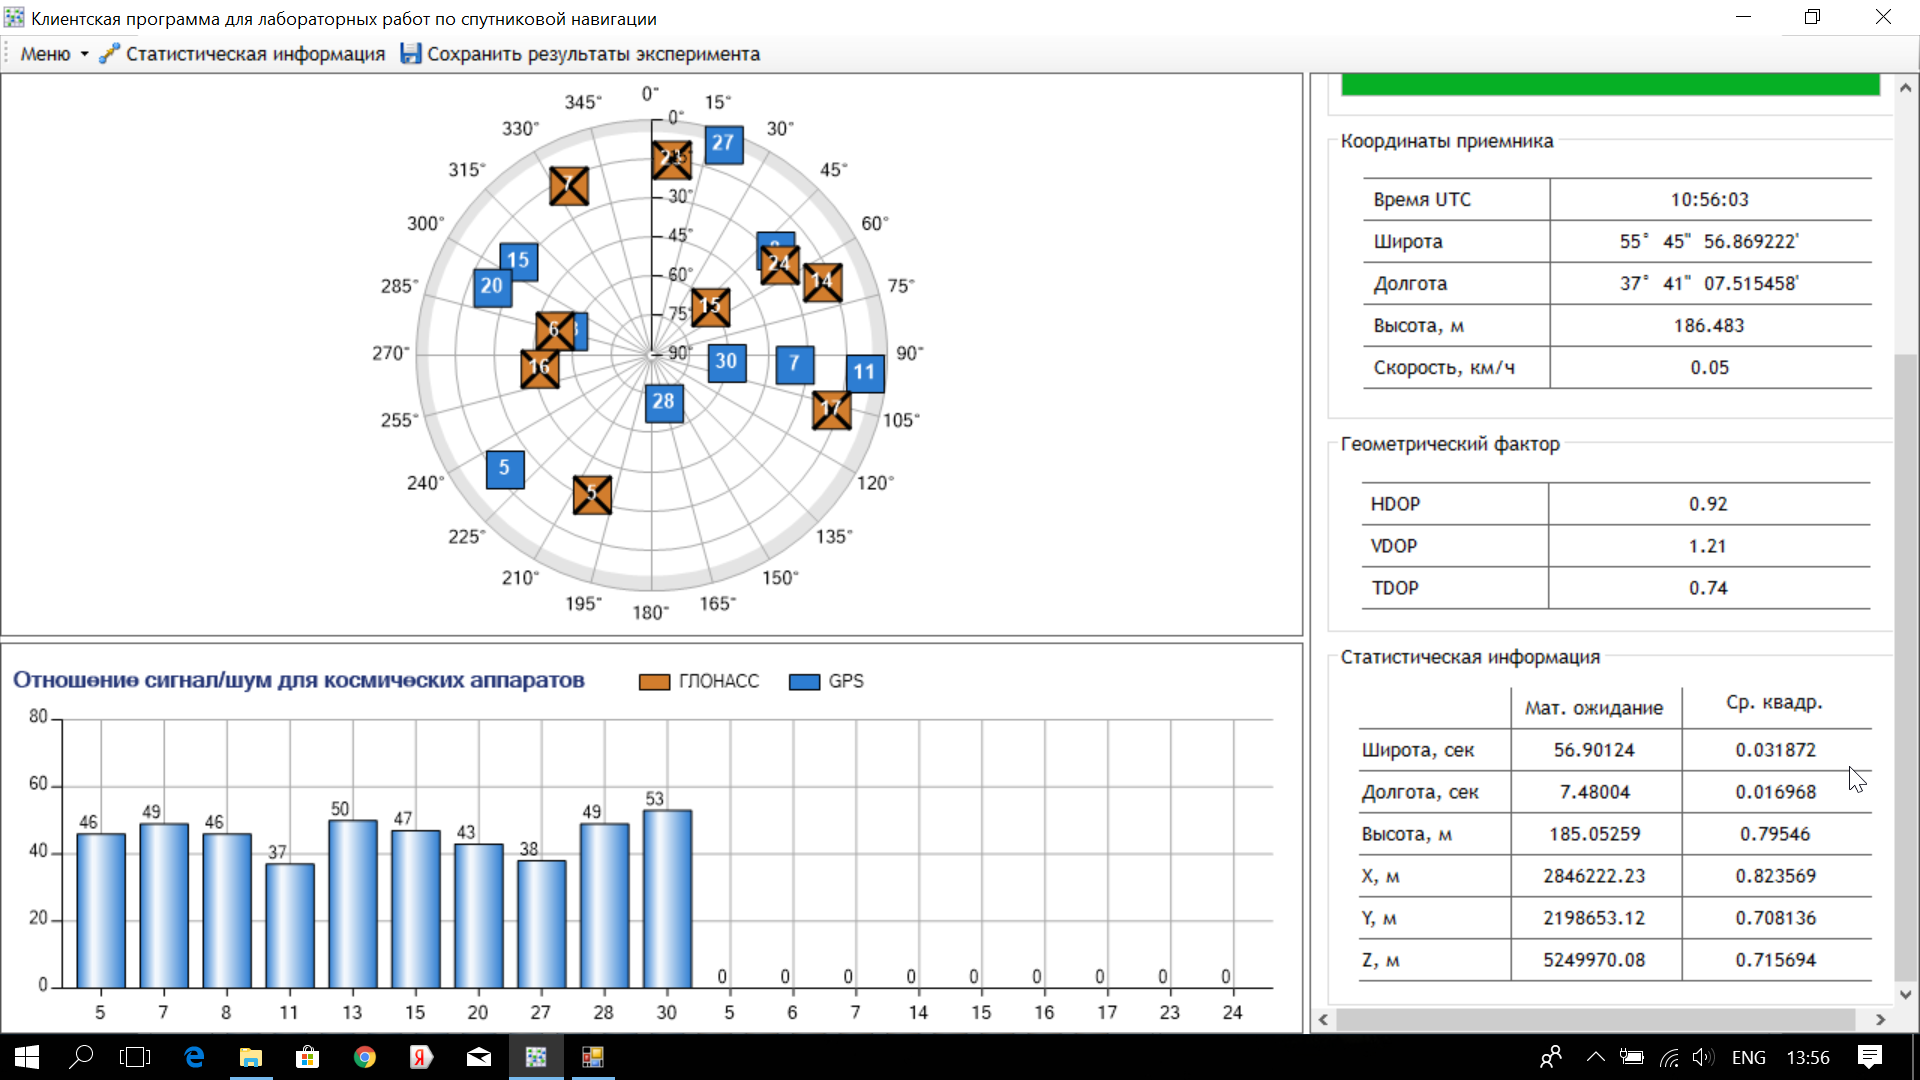 Клиентская программа для лабораторных работ по спутниковой навигации
Меню Статистическая информация Сохранить результаты эксперимента
0°
345° 15°
330° 30°
315° 45°
300° 60°
285° 75°
270° 90°
255° 105°
240° 120°
225° 135°
210° 150°
195° 165°
180°
0°
30°
45°
60°
75°
90°
27
7
24
14
15
15
20
6
16
30
7
11
28
17
5
5
Отношение сигнал/шум для космических аппаратов ГЛОНАСС GPS
80
60
40
20
0
46 49 46 37 50 47 43 38 49 53 0 0 0 0 0 0 0 0 0
5 7 8 11 13 15 20 27 28 30 5 6 7 14 15 16 17 23 24
Координаты приемника
Время UTC 10:56:03
Широта 55° 45" 56.869222'
Долгота 37° 41" 07.515458'
Высота, м 186.483
Скорость, км/ч 0.05
Геометрический фактор
HDOP 0.92
VDOP 1.21
TDOP 0.74
Статистическая информация
Мат. ожидание Ср. квадр.
Широта, сек 56.90124 0.031872
Долгота, сек 7.48004 0.016968
Высота, м 185.05259 0.79546
X, м 2846222.23 0.823569
Y, м 2198653.12 0.708136
Z, м 5249970.08 0.715694
ENG 13:56